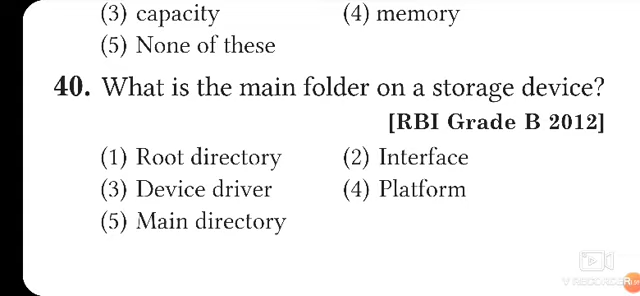 (3) capacity (4) memory
(5) None of these
40. What is the main folder on a storage device?
[RBI Grade B 2012]
(1) Root directory (2) Interface
(3) Device driver (4) Platform
(5) Main directory
V RECORDER